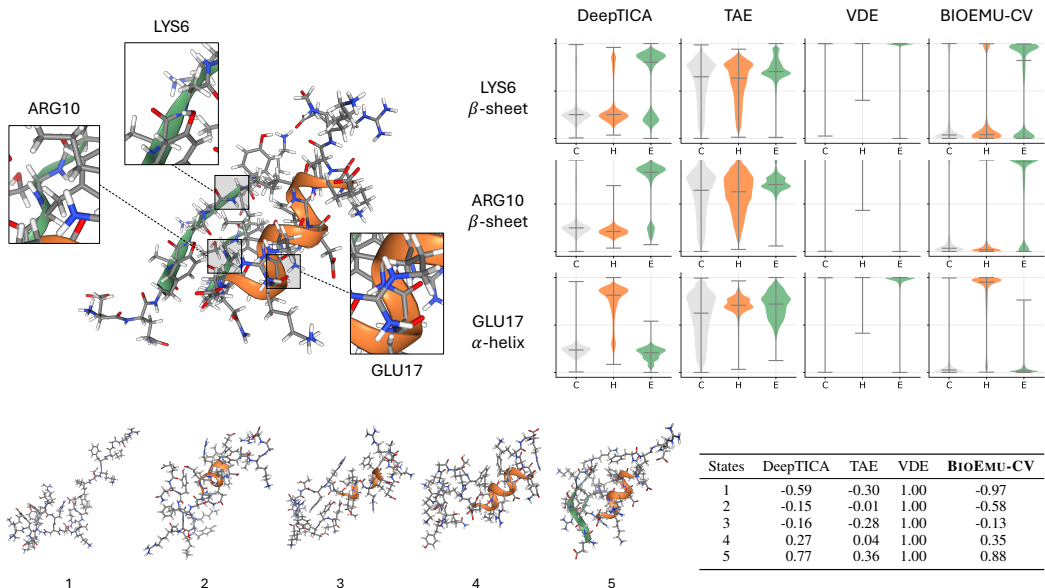 LYS6
ARG10
GLU17
DeepTICA TAE VDE BIOEMU-CV
LYS6
β-sheet
C H E C H E C H E C H E
ARG10
β-sheet
C H E C H E C H E C H E
GLU17
α-helix
C H E C H E C H E C H E
1 2 3 4 5
States DeepTICA TAE VDE BIOEMU-CV
1 -0.59 -0.30 1.00 -0.97
2 -0.15 -0.01 1.00 -0.58
3 -0.16 -0.28 1.00 -0.13
4 0.27 0.04 1.00 0.35
5 0.77 0.36 1.00 0.88